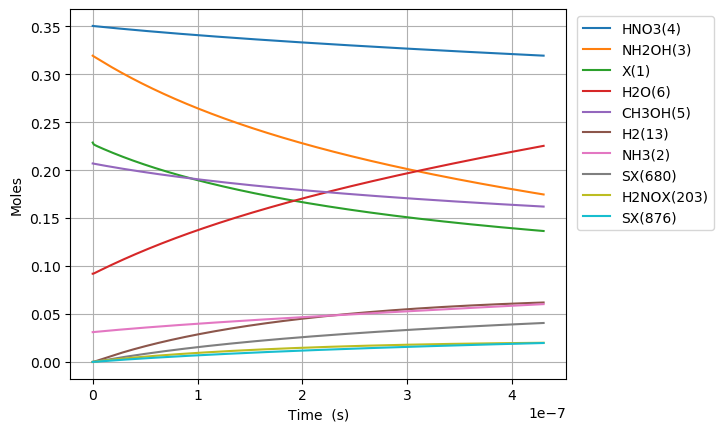 0.35
0.30
0.25
0.20
0.15
0.10
0.05
0.00
Moles
0
1
2
3
4
1e−7
Time  (s)
HNO3(4)
NH2OH(3)
X(1)
H2O(6)
CH3OH(5)
H2(13)
NH3(2)
SX(680)
H2NOX(203)
SX(876)